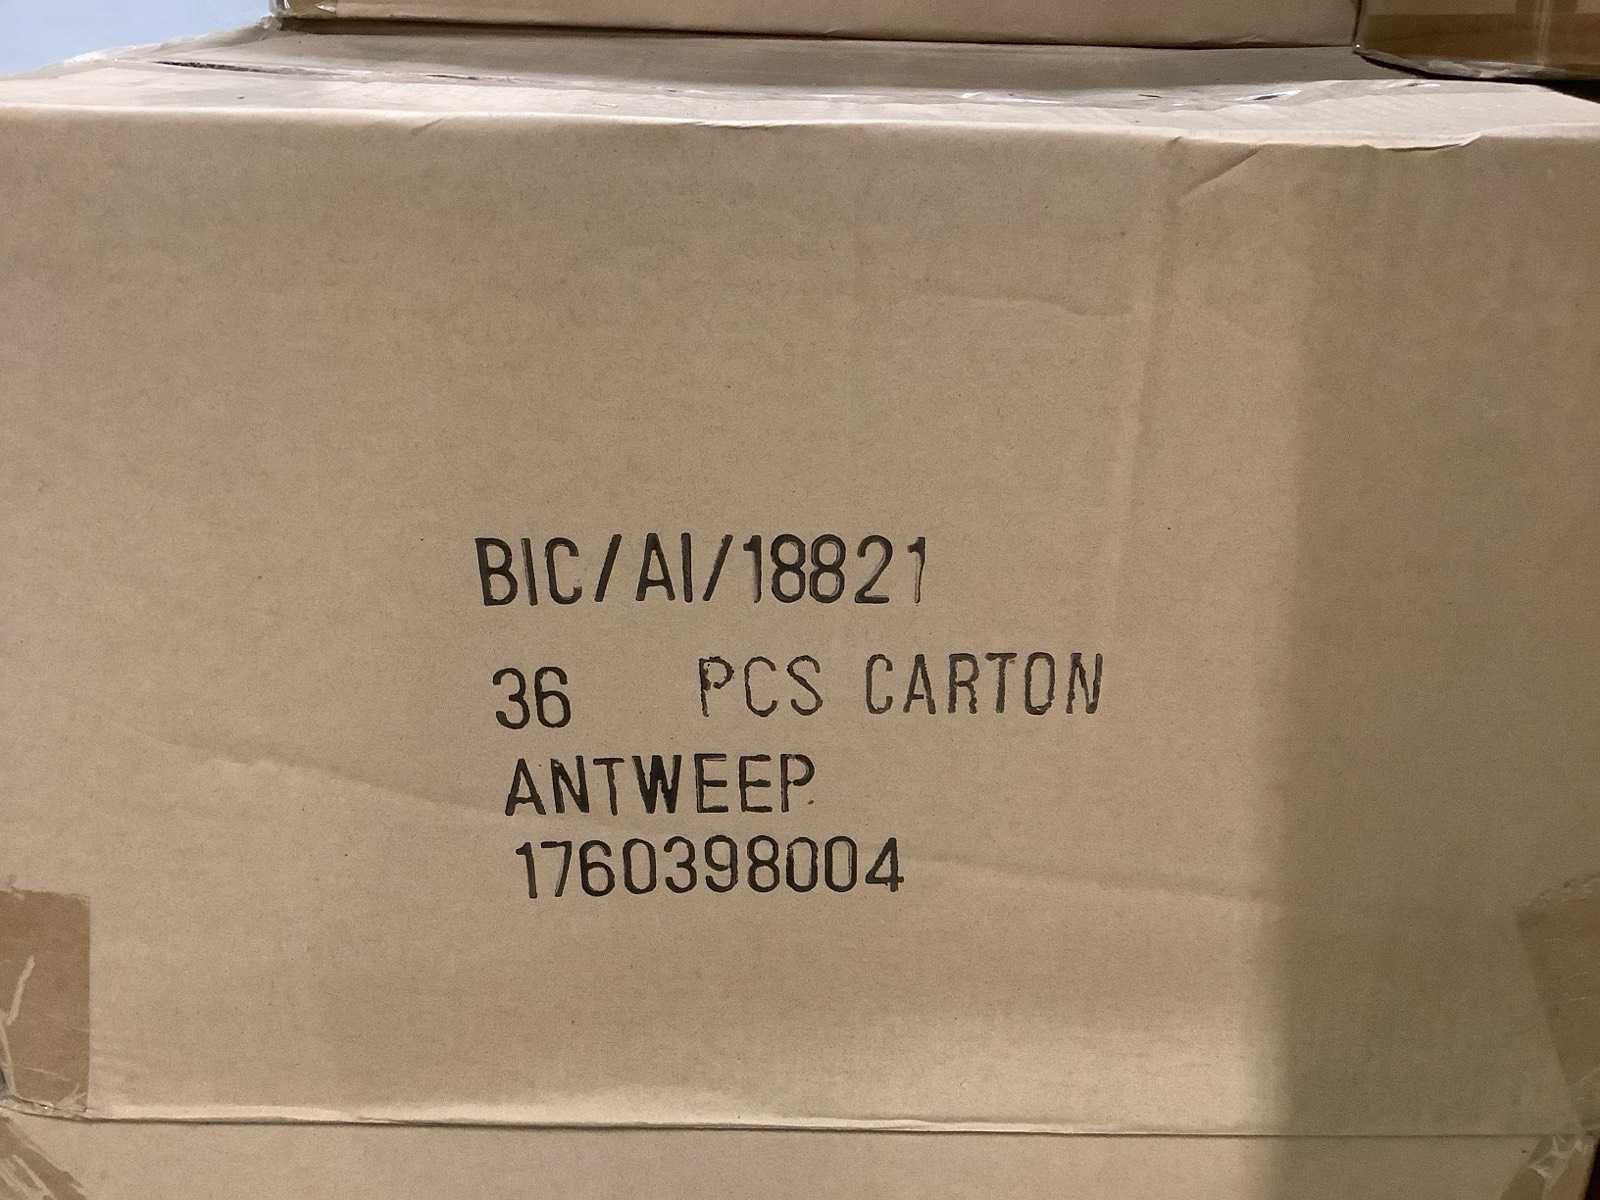 BIC/AI/18821
36 PCS CARTON
ANTWEEP
1760398004